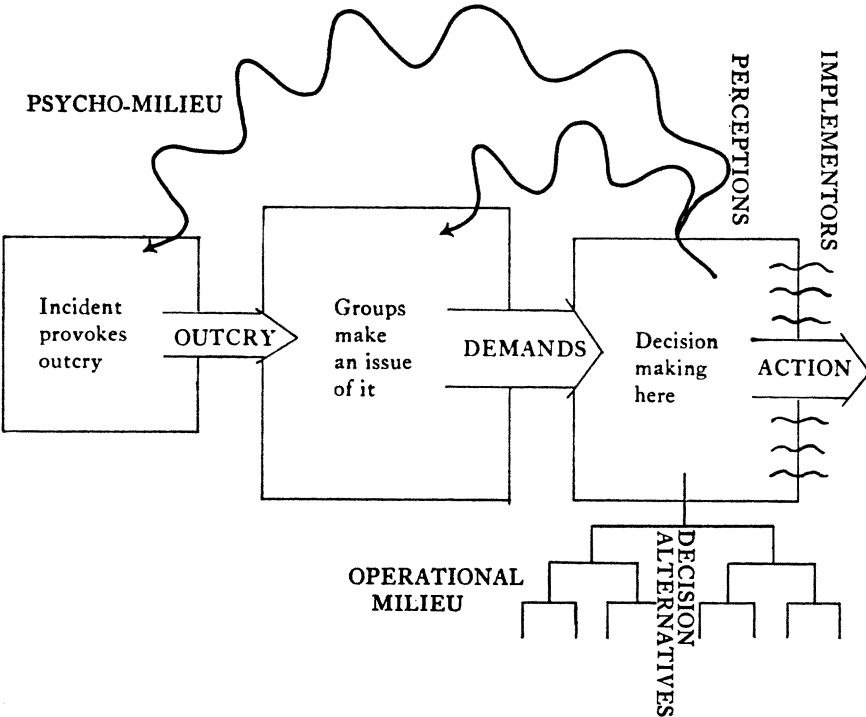 PSYCHO-MILIEU
PERCEPTIONS
IMPLEMENTORS
Incident
provokes
outcry
OUTCRY
Groups
make
an issue
of it
DEMANDS
Decision
making
here
ACTION
OPERATIONAL
MILIEU
DECISION
ALTERNATIVES